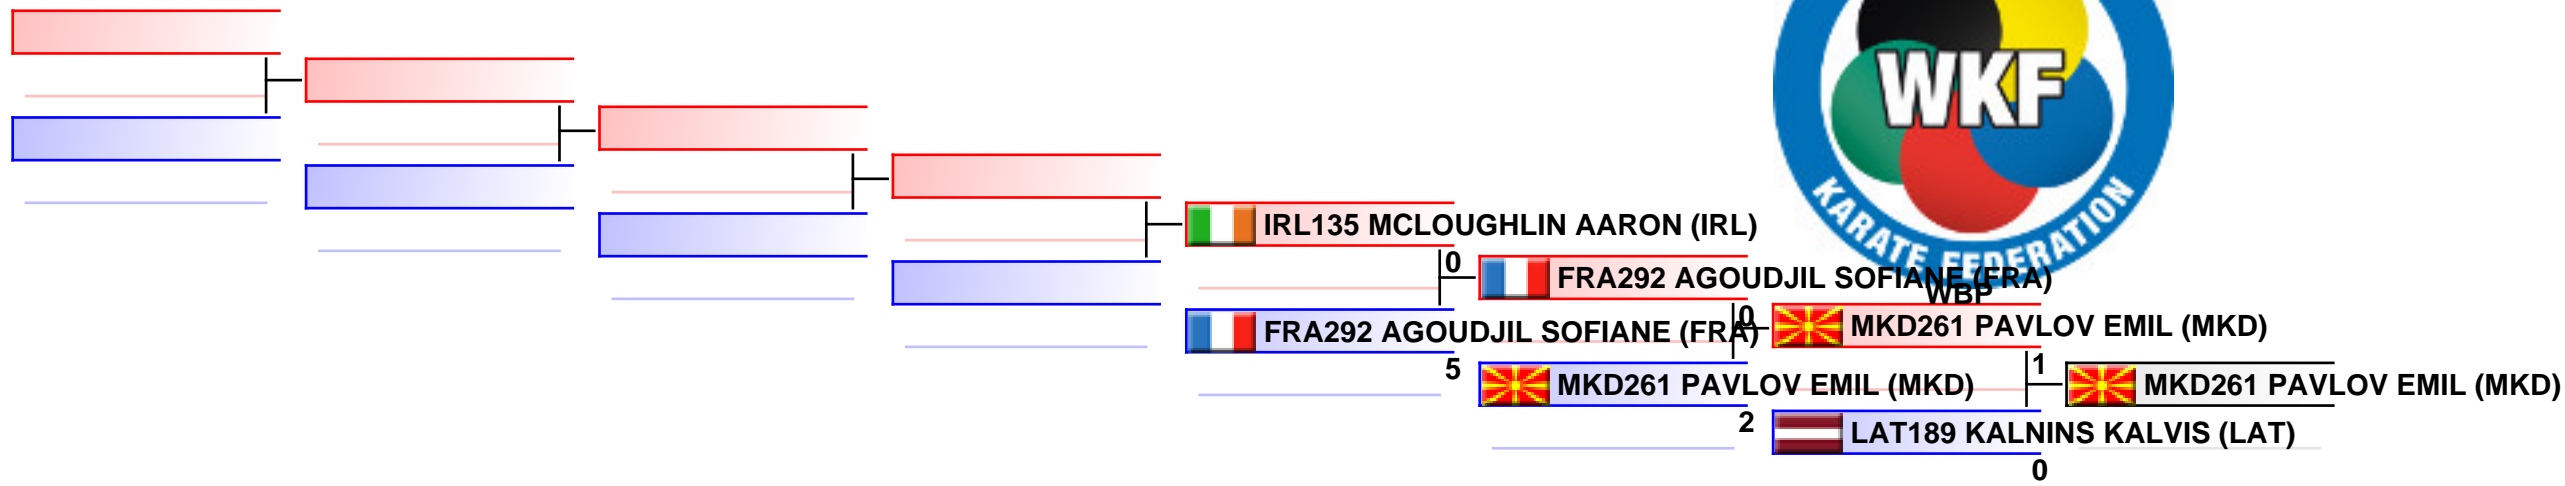 WKF
KARATE FEDERATION
WBP
IRL135 MCLOUGHLIN AARON (IRL)
0
FRA292 AGOUDJIL SOFIANE (FRA)
5
FRA292 AGOUDJIL SOFIANE (FRA)
0
MKD261 PAVLOV EMIL (MKD)
2
MKD261 PAVLOV EMIL (MKD)
1
LAT189 KALNINS KALVIS (LAT)
0
MKD261 PAVLOV EMIL (MKD)